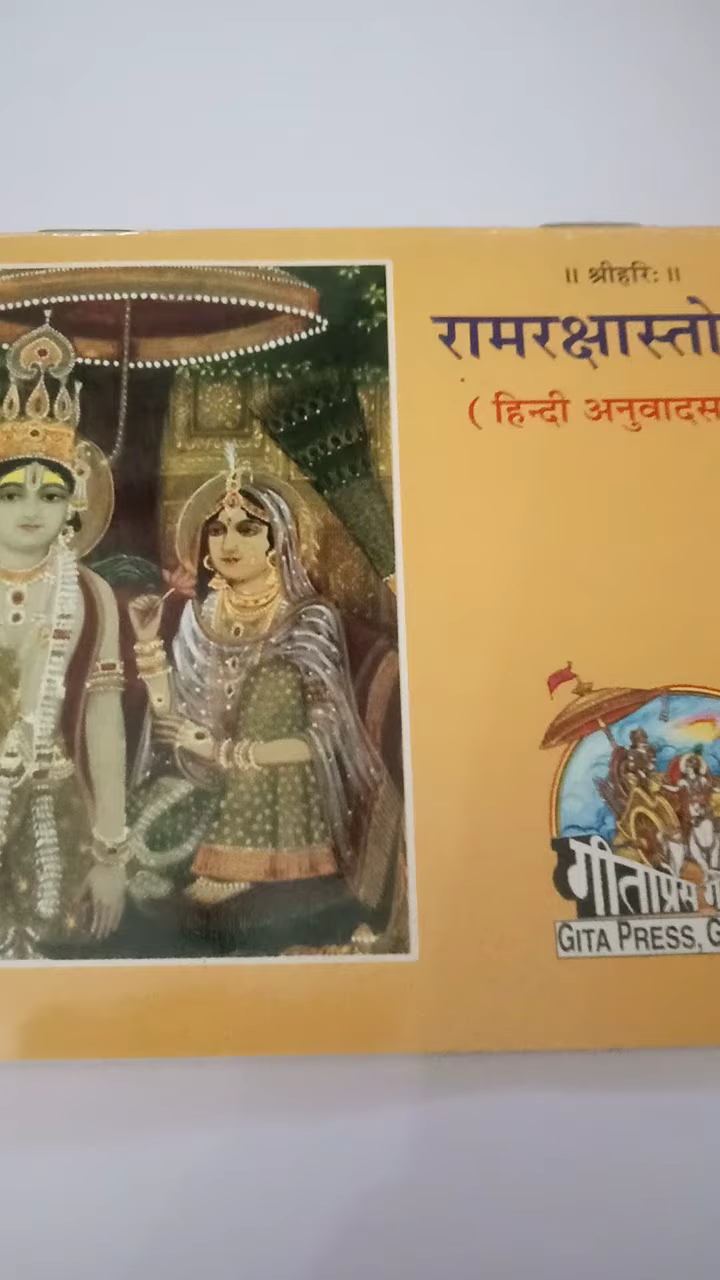 ॥ श्रीहरिः ॥
रामरक्षास्तो
( हिन्दी अनुवादस
गीताप्रेस गो
GITA PRESS, G